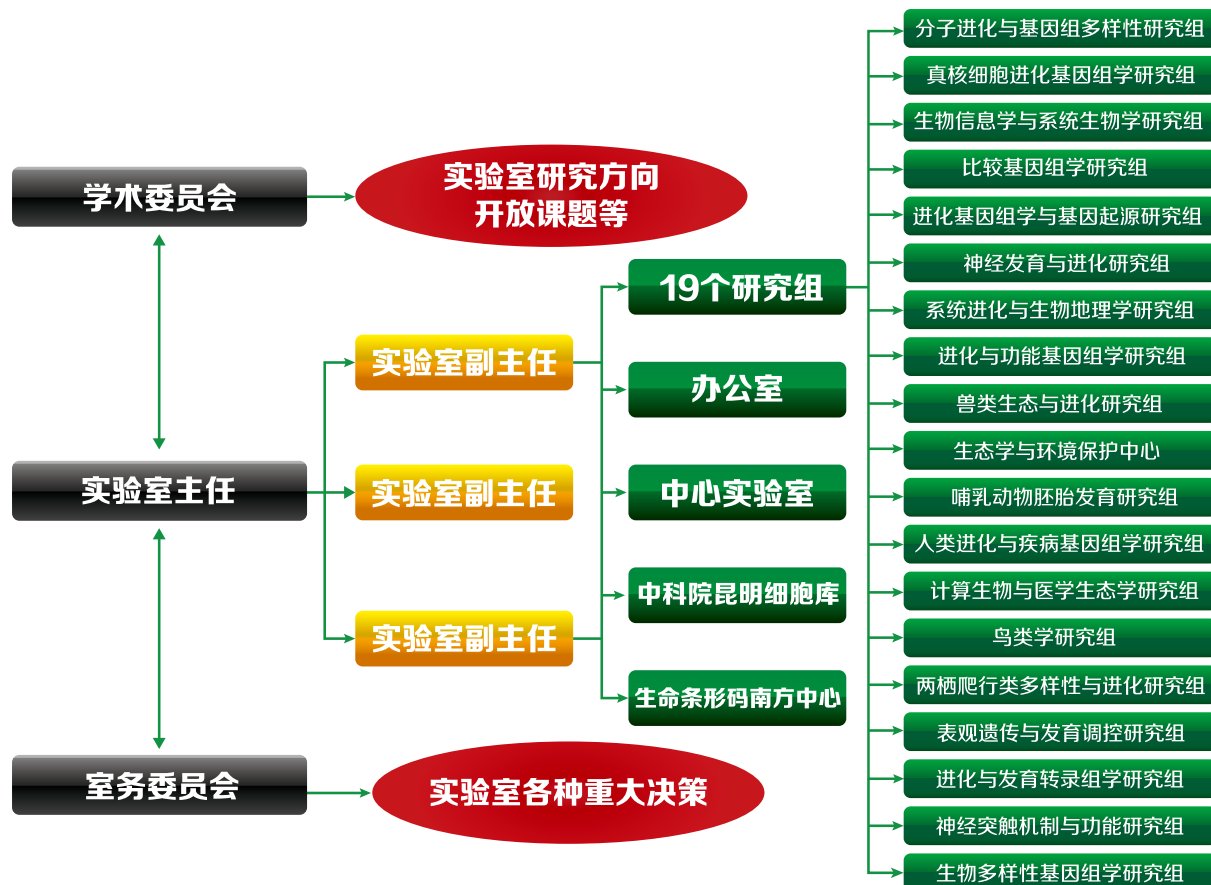 学术委员会
实验室研究方向
开放课题等
实验室主任
室务委员会
实验室各种重大决策
实验室副主任
实验室副主任
实验室副主任
19个研究组
办公室
中心实验室
中科院昆明细胞库
生命条形码南方中心
分子进化与基因组多样性研究组
真核细胞进化基因组学研究组
生物信息学与系统生物学研究组
比较基因组学研究组
进化基因组学与基因起源研究组
神经发育与进化研究组
系统进化与生物地理学研究组
进化与功能基因组学研究组
兽类生态与进化研究组
生态学与环境保护中心
哺乳动物胚胎发育研究组
人类进化与疾病基因组学研究组
计算生物与医学生态学研究组
鸟类学研究组
两栖爬行类多样性与进化研究组
表观遗传与发育调控研究组
进化与发育转录组学研究组
神经突触机制与功能研究组
生物多样性基因组学研究组